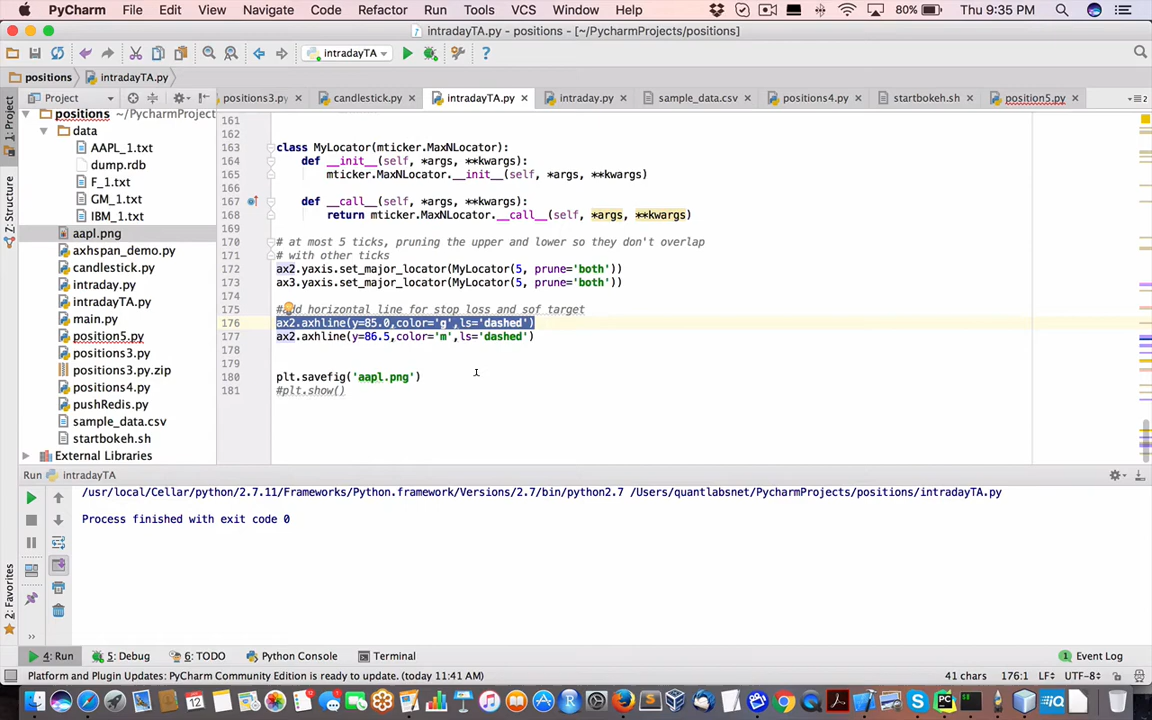 PyCharm File Edit View Navigate Code Refactor Run Tools VCS Window Help 80% Thu 9:35 PM
intradayTA.py - positions - [~/PycharmProjects/positions]
intradayTA
positions intradayTA.py
Project positions3.py candlestick.py intradayTA.py intraday.py sample_data.csv positions4.py startbokeh.sh position5.py
1: Project
Z: Structure
2: Favorites
positions ~/PycharmProject
data
AAPL_1.txt
dump.rdb
F_1.txt
GM_1.txt
IBM_1.txt
aapl.png
axhspan_demo.py
candlestick.py
intraday.py
intradayTA.py
main.py
position5.py
positions3.py
positions3.py.zip
positions4.py
pushRedis.py
sample_data.csv
startbokeh.sh
External Libraries
161
162
163 class MyLocator(mticker.MaxNLocator):
164 def __init__(self, *args, **kwargs):
165 mticker.MaxNLocator.__init__(self, *args, **kwargs)
166
167 def __call__(self, *args, **kwargs):
168 return mticker.MaxNLocator.__call__(self, *args, **kwargs)
169
170 # at most 5 ticks, pruning the upper and lower so they don't overlap
171 # with other ticks
172 ax2.yaxis.set_major_locator(MyLocator(5, prune='both'))
173 ax3.yaxis.set_major_locator(MyLocator(5, prune='both'))
174
175 #add horizontal line for stop loss and sof target
176 ax2.axhline(y=85.0,color='g',ls='dashed')
177 ax2.axhline(y=86.5,color='m',ls='dashed')
178
179
180 plt.savefig('aapl.png')
181 #plt.show()
Run intradayTA
/usr/local/Cellar/python/2.7.11/Frameworks/Python.framework/Versions/2.7/bin/python2.7 /Users/quantlabsnet/PycharmProjects/positions/intradayTA.py
Process finished with exit code 0
4: Run 5: Debug 6: TODO Python Console Terminal 1 Event Log
Platform and Plugin Updates: PyCharm Community Edition is ready to update. (today 11:41 AM) 41 chars 176:1 LF UTF-8